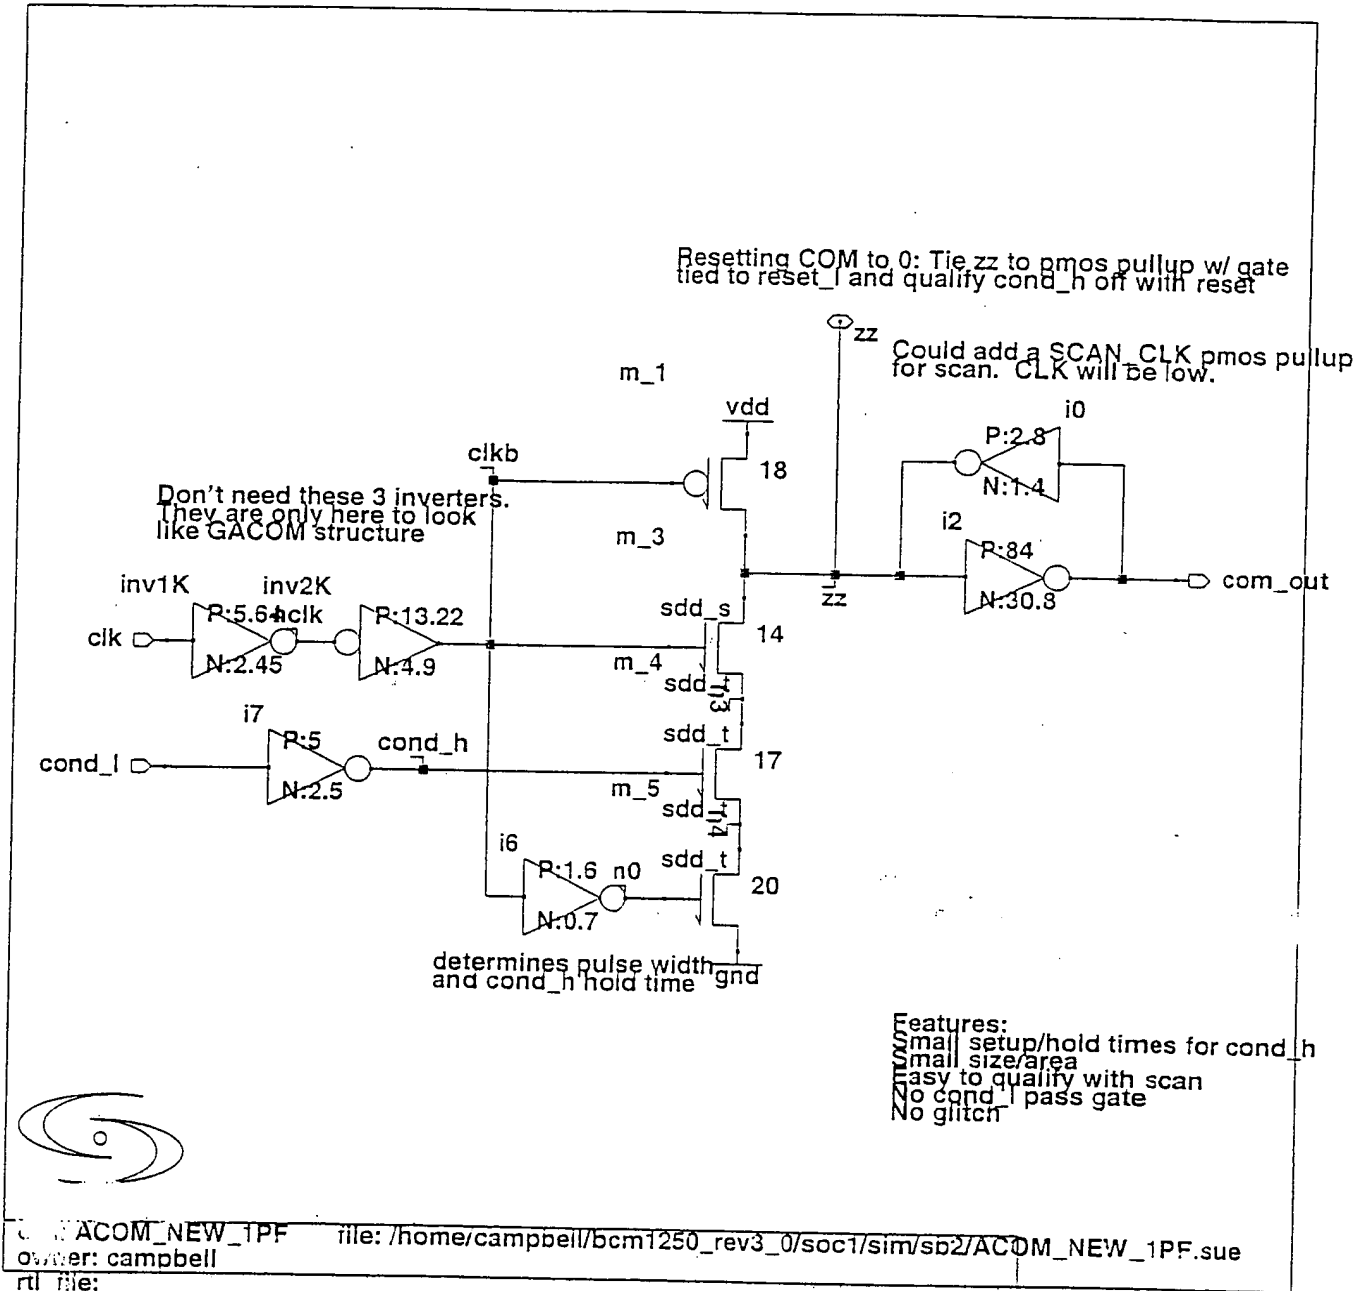 Resetting COM to 0: Tie zz to pmos pullup w/ gate
tied to reset_l and qualify cond_h off with reset
zz
Could add a SCAN_CLK pmos pullup
for scan. CLK will be low.
m_1
vdd
i0
P:2.8
clkb
18
N:1.4
Don't need these 3 inverters.
They are only here to look
like GACOM structure
m_3
i2
P:84
inv1K
inv2K
zz
com_out
N:30.8
P:5.64
nclk
P:13.22
sdd_s
14
clk
N:2.45
N:4.9
m_4
sdd_t
n3
i7
P:5
cond_h
sdd_t
17
cond_l
N:2.5
m_5
sdd_t
n4
i6
P:1.6
n0
sdd_t
20
N:0.7
determines pulse width
and cond_h hold time
gnd
Features:
Small setup/hold times for cond_h
Small size/area
Easy to qualify with scan
No cond_l pass gate
No glitch
ACOM_NEW_1PF
file: /home/campbell/bcm1250_rev3_0/soc1/sim/sb2/ACOM_NEW_1PF.sue
owner: campbell
rtl file: